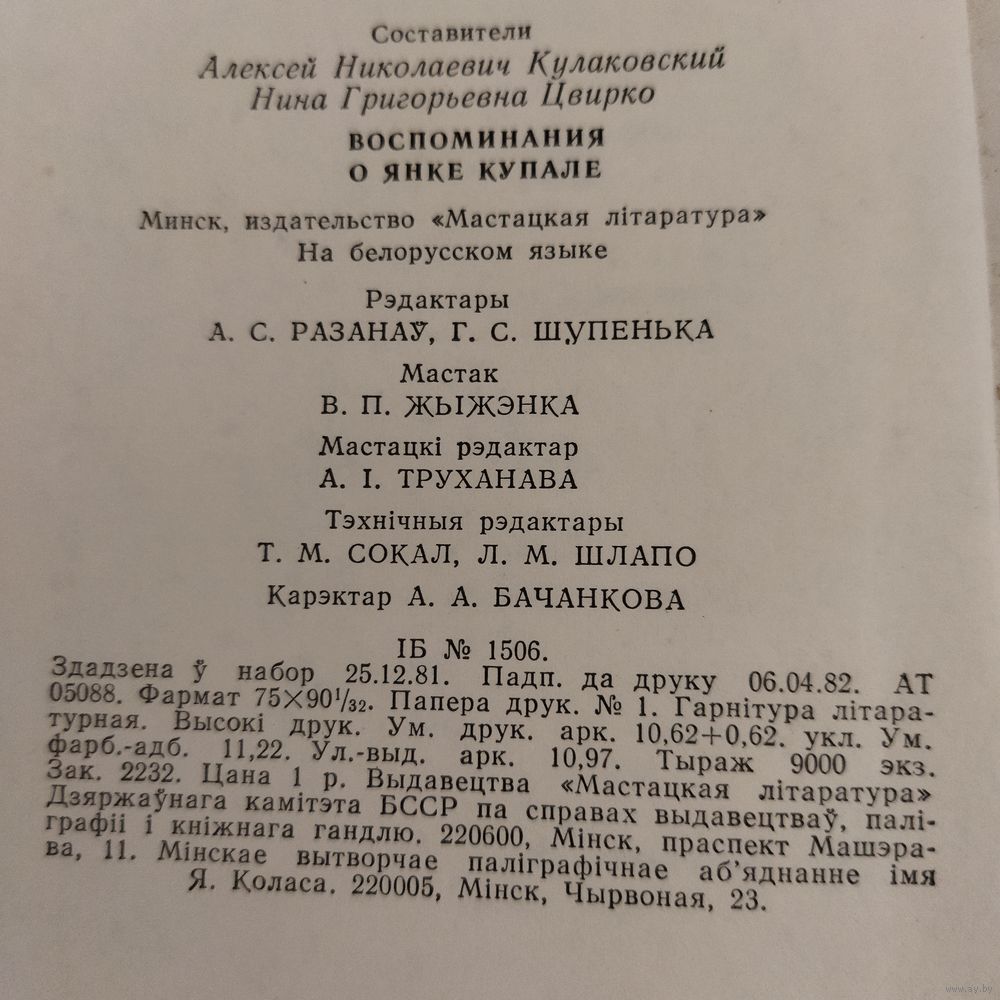 Составители
Алексей Николаевич Кулаковский
Нина Григорьевна Цвирко
ВОСПОМИНАНИЯ
О ЯНКЕ КУПАЛЕ
Минск, издательство «Мастацкая літаратура»
На белорусском языке
Рэдактары
А. С. РАЗАНАЎ, Г. С. ШУПЕНЬКА
Мастак
В. П. ЖЫЖЭНКА
Мастацкі рэдактар
А. І. ТРУХАНАВА
Тэхнічныя рэдактары
Т. М. СОКАЛ, Л. М. ШЛАПО
Карэктар А. А. БАЧАНКОВА
ІБ № 1506.
Здадзена ў набор 25.12.81. Падп. да друку 06.04.82. АТ
05088. Фармат 75×90¹/₃₂. Папера друк. № 1. Гарнітура літара-
турная. Высокі друк. Ум. друк. арк. 10,62+0,62. укл. Ум.
фарб.-адб. 11,22. Ул.-выд. арк. 10,97. Тыраж 9000 экз.
Зак. 2232. Цана 1 р. Выдавецтва «Мастацкая літаратура»
Дзяржаўнага камітэта БССР па справах выдавецтваў, палі-
графіі і кніжнага гандлю. 220600, Мінск, праспект Машэра-
ва, 11. Мінскае вытворчае паліграфічнае аб'яднанне імя
Я. Коласа. 220005, Мінск, Чырвоная, 23.
www.ay.by